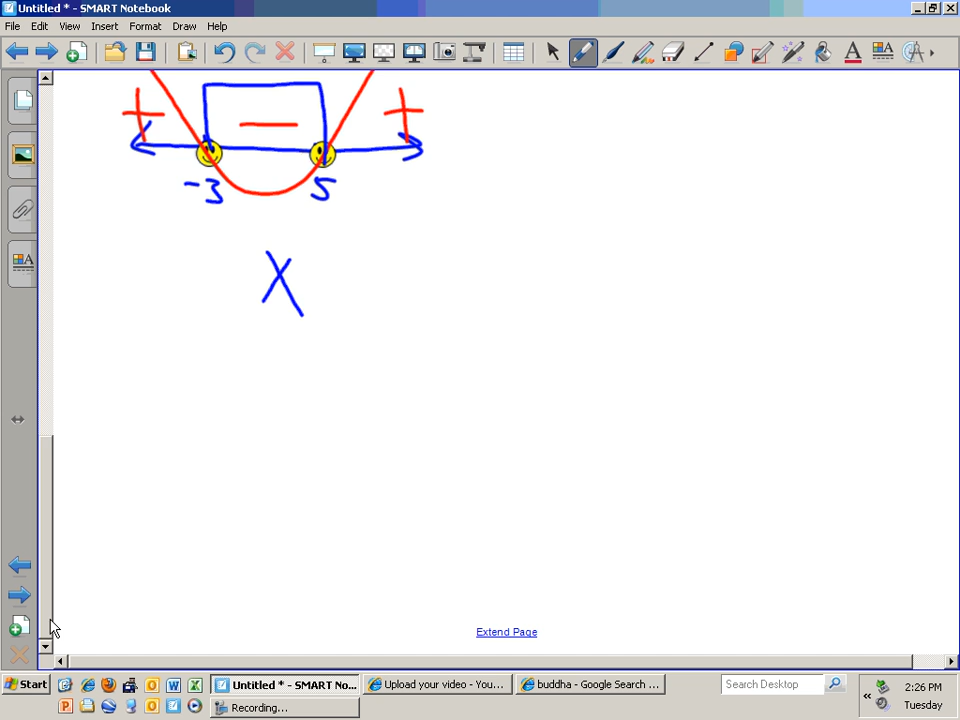 Untitled * - SMART Notebook
File Edit View Insert Format Draw Help
+ − +
-3 5
X
Extend Page
Start Untitled * - SMART No... Upload your video - You... buddha - Google Search ... Search Desktop 2:26 PM
Recording... Tuesday